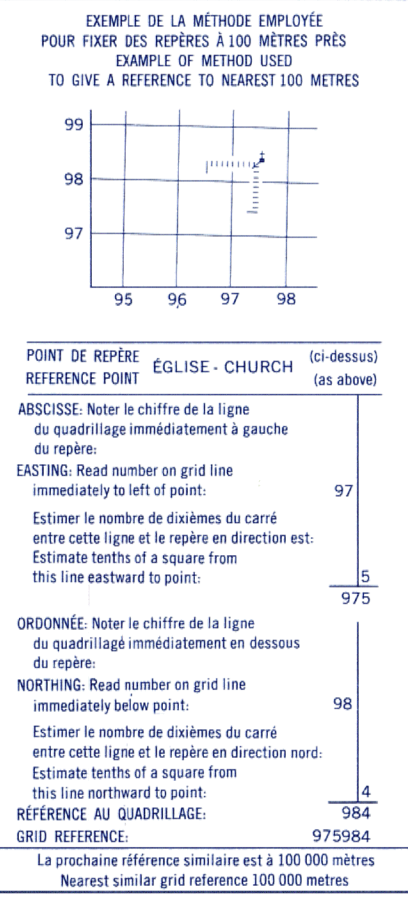 EXEMPLE DE LA MÉTHODE EMPLOYÉE
POUR FIXER DES REPÈRES À 100 MÈTRES PRÈS
EXAMPLE OF METHOD USED
TO GIVE A REFERENCE TO NEAREST 100 METRES
99
98
97
95 96 97 98
POINT DE REPÈRE
REFERENCE POINT
ÉGLISE - CHURCH
(ci-dessus)
(as above)
ABSCISSE: Noter le chiffre de la ligne
du quadrillage immédiatement à gauche
du repère:
EASTING: Read number on grid line
immediately to left of point: 97
Estimer le nombre de dixièmes du carré
entre cette ligne et le repère en direction est:
Estimate tenths of a square from
this line eastward to point: 5
975
ORDONNÉE: Noter le chiffre de la ligne
du quadrillagé immédiatement en dessous
du repère:
NORTHING: Read number on grid line
immediately below point: 98
Estimer le nombre de dixièmes du carré
entre cette ligne et le repère en direction nord:
Estimate tenths of a square from
this line northward to point: 4
RÉFÉRENCE AU QUADRILLAGE: 984
GRID REFERENCE: 975984
La prochaine référence similaire est à 100 000 mètres
Nearest similar grid reference 100 000 metres